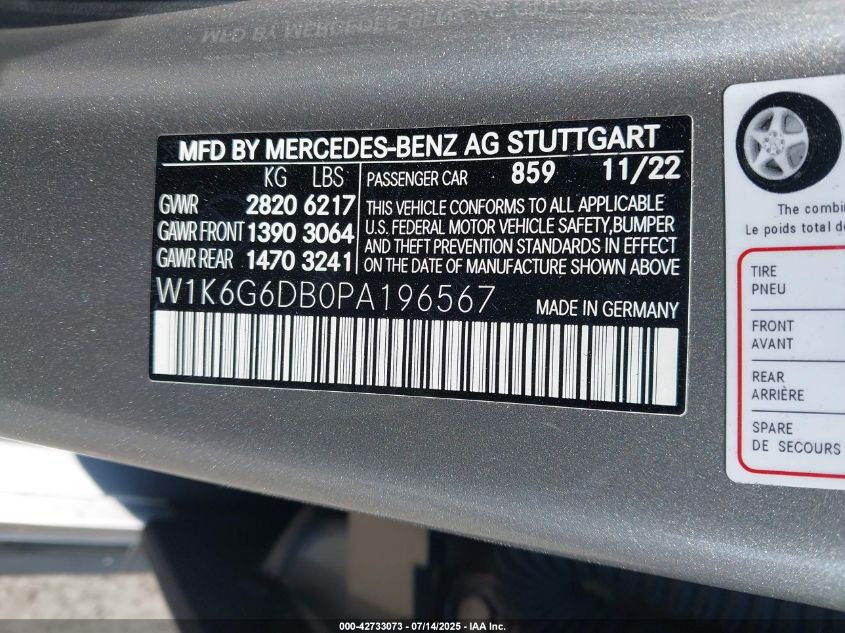 MFD BY MERCEDES-BENZ AG STUTTGART
KG LBS
GVWR 2820 6217
GAWR FRONT 1390 3064
GAWR REAR 1470 3241
PASSENGER CAR 859 11/22
THIS VEHICLE CONFORMS TO ALL APPLICABLE
U.S. FEDERAL MOTOR VEHICLE SAFETY,BUMPER
AND THEFT PREVENTION STANDARDS IN EFFECT
ON THE DATE OF MANUFACTURE SHOWN ABOVE
W1K6G6DB0PA196567
MADE IN GERMANY
The combin
Le poids total de
TIRE
PNEU
FRONT
AVANT
REAR
ARRIÈRE
SPARE
DE SECOURS
000-42733073 / 07/14/2025 / IAA Inc.